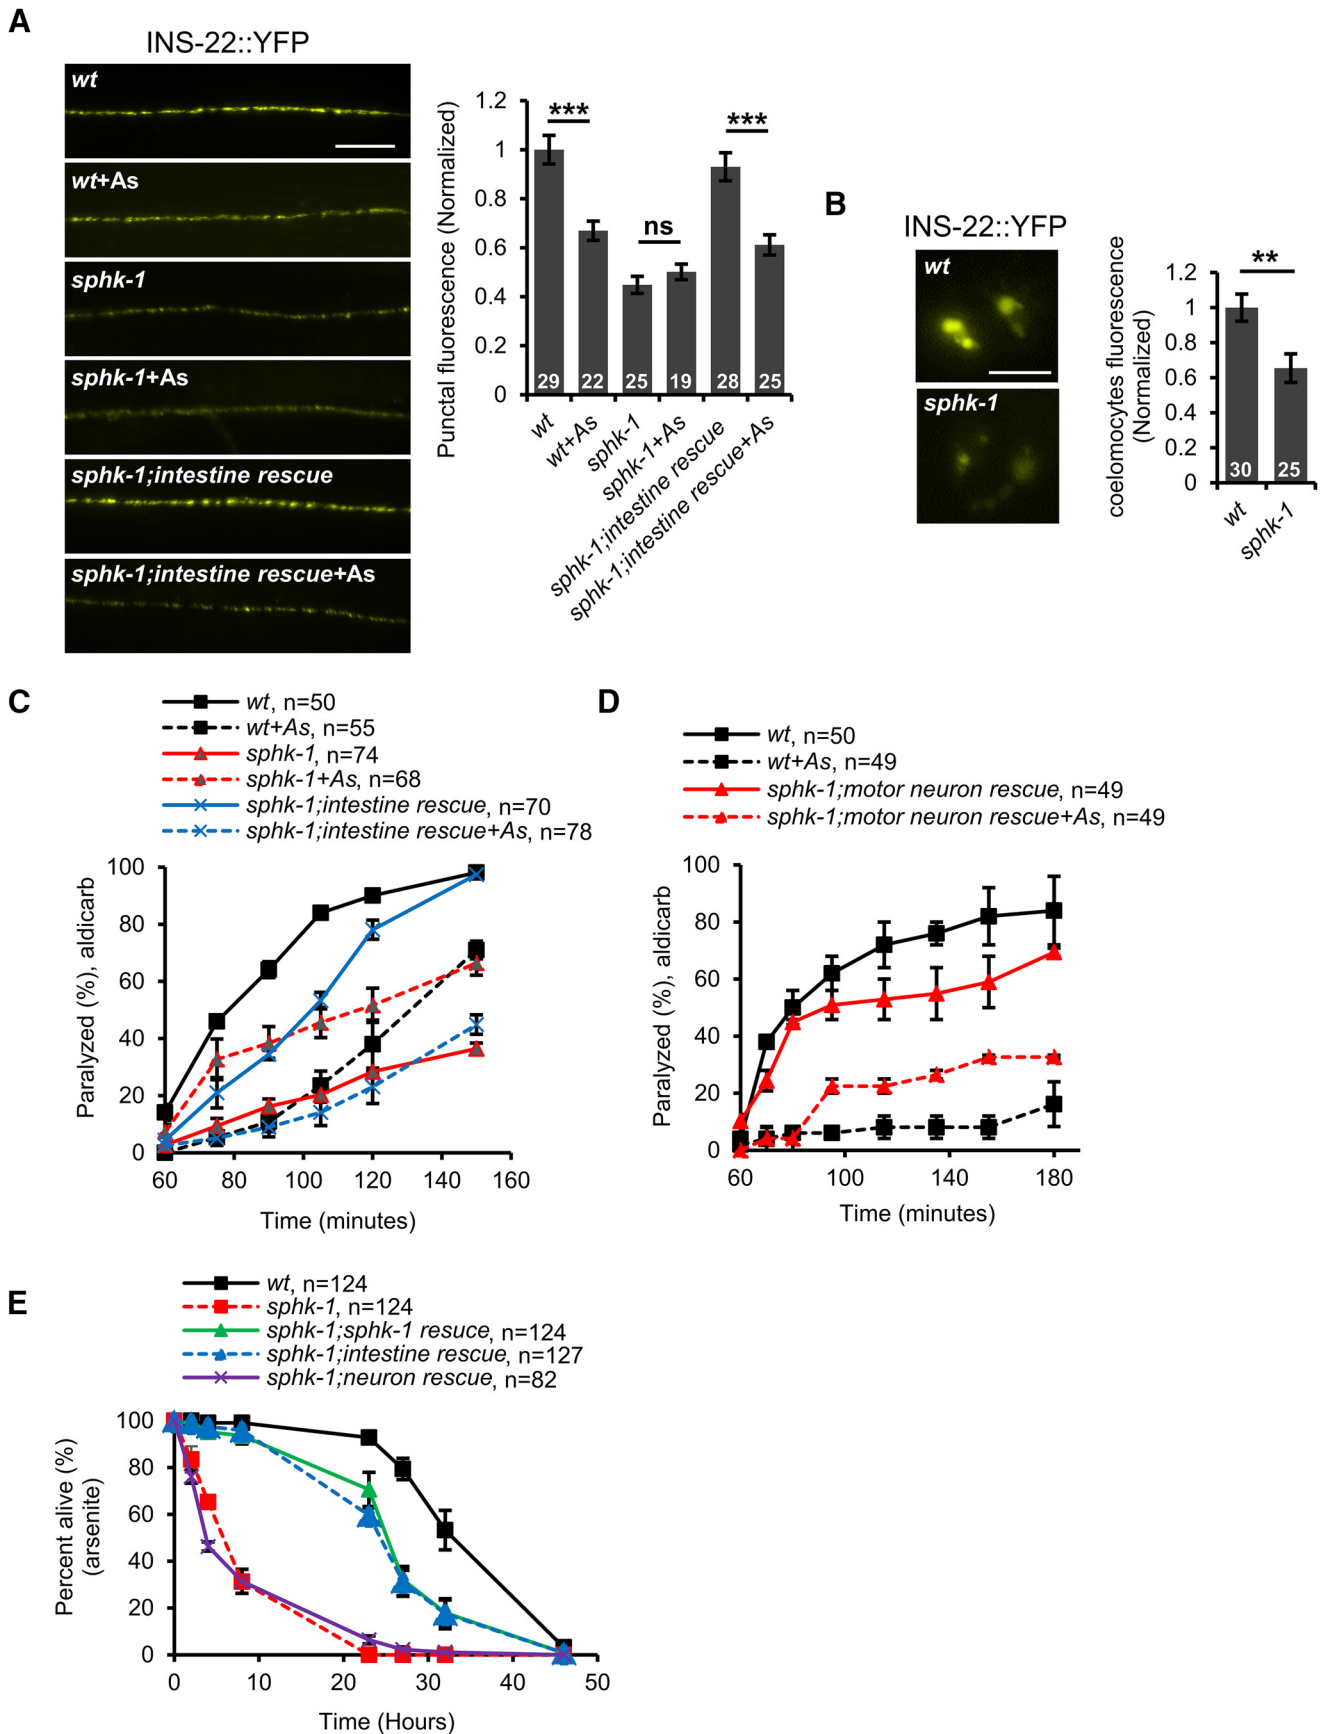 A
INS-22::YFP
wt
wt+As
sphk-1
sphk-1+As
sphk-1;intestine rescue
sphk-1;intestine rescue+As
Punctal fluorescence (Normalized)
1.2
1
0.8
0.6
0.4
0.2
0
***
ns
***
29 22 25 19 28 25
wt
wt+As
sphk-1
sphk-1+As
sphk-1;intestine rescue
sphk-1;intestine rescue+As
B
INS-22::YFP
wt
sphk-1
coelomocytes fluorescence
(Normalized)
1.2
1
0.8
0.6
0.4
0.2
0
**
30 25
wt
sphk-1
C
wt, n=50
wt+As, n=55
sphk-1, n=74
sphk-1+As, n=68
sphk-1;intestine rescue, n=70
sphk-1;intestine rescue+As, n=78
Paralyzed (%), aldicarb
100
80
60
40
20
0
60 80 100 120 140 160
Time (minutes)
D
wt, n=50
wt+As, n=49
sphk-1;motor neuron rescue, n=49
sphk-1;motor neuron rescue+As, n=49
Paralyzed (%), aldicarb
100
80
60
40
20
0
60 100 140 180
Time (minutes)
E
wt, n=124
sphk-1, n=124
sphk-1;sphk-1 resuce, n=124
sphk-1;intestine rescue, n=127
sphk-1;neuron rescue, n=82
Percent alive (%)
(arsenite)
100
80
60
40
20
0
0 10 20 30 40 50
Time (Hours)